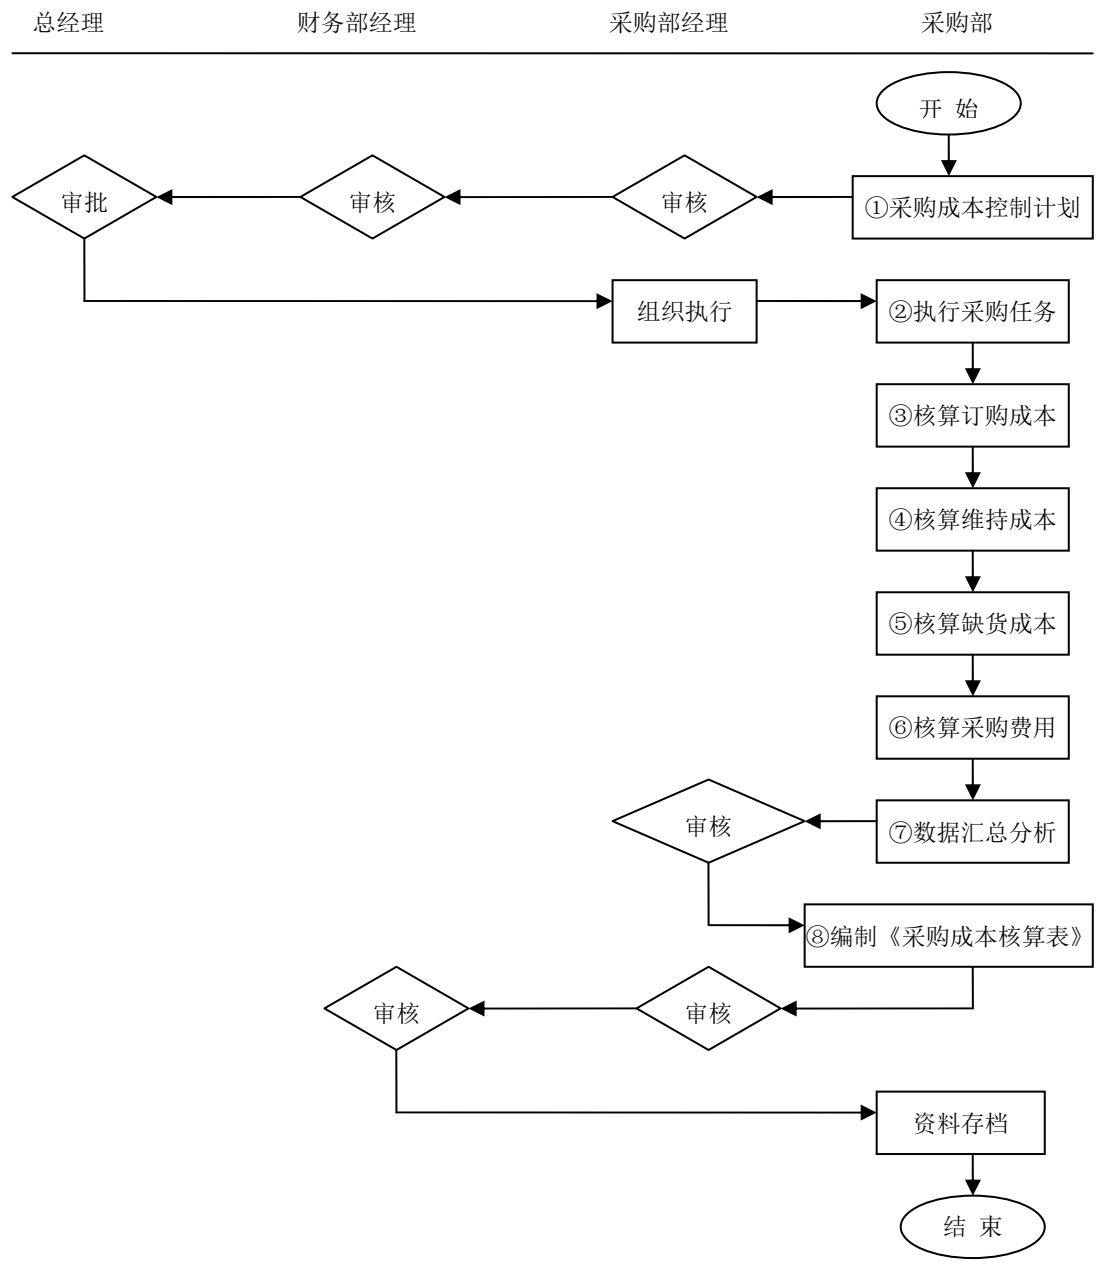 总经理 财务部经理 采购部经理 采购部
开 始
审批 审核 审核 ①采购成本控制计划
组织执行 ②执行采购任务
③核算订购成本
④核算维持成本
⑤核算缺货成本
⑥核算采购费用
审核 ⑦数据汇总分析
⑧编制《采购成本核算表》
审核 审核
资料存档
结 束